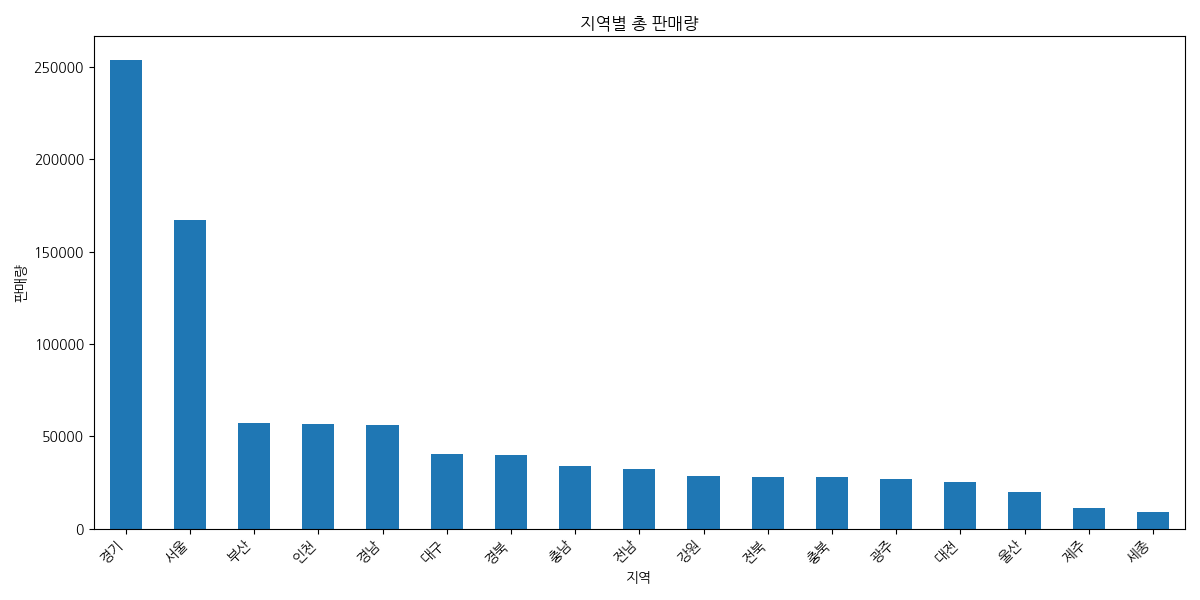 지역별 총 판매량
250000
200000
150000
100000
50000
0
판매량
경기
서울
부산
인천
경남
대구
경북
충남
전남
강원
전북
충북
광주
대전
울산
제주
세종
지역